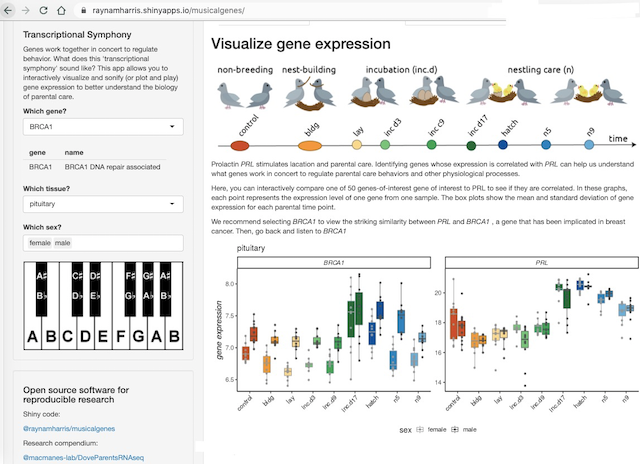 raynamharris.shinyapps.io/musicalgenes/
Transcriptional Symphony
Genes work together in concert to regulate
behavior. What does this 'transcriptional
symphony' sound like? This app allows you to
interactively visualize and sonify (or plot and play)
gene expression to better understand the biology
of parental care.
Which gene?
BRCA1
gene name
BRCA1 BRCA1 DNA repair associated
Which tissue?
pituitary
Which sex?
female male
A# C# D# F# G# A#
B♭ D♭ E♭ G♭ A♭ B♭
A B C D E F G A B
Open source software for
reproducible research
Shiny code:
@raynamharris/musicalgenes
Research compendium:
@macmanes-lab/DoveParentsRNAseq
Visualize gene expression
non-breeding nest-building incubation (inc.d) nestling care (n)
control bldg lay inc d3 inc d9 inc d17 hatch n5 n9
time
Prolactin PRL stimulates lacation and parental care. Identifying genes whose expression is correlated with PRL can help us understand
what genes work in concert to regulate parental care behaviors and other physiological processes.
Here, you can interactively compare one of 50 genes-of-interest gene of interest to PRL to see if they are correlated. In these graphs,
each point represents the expression level of one gene from one sample. The box plots show the mean and standard deviation of gene
expression for each parental time point.
We recommend selecting BRCA1 to view the striking similarity between PRL and BRCA1 , a gene that has been implicated in breast
cancer. Then, go back and listen to BRCA1
pituitary
BRCA1 PRL
gene expression
8.0
7.5
7.0
6.5
20
18
16
14
control bldg lay inc.d3 inc.d9 inc.d17 hatch n5 n9
control bldg lay inc.d3 inc.d9 inc.d17 hatch n5 n9
sex female male